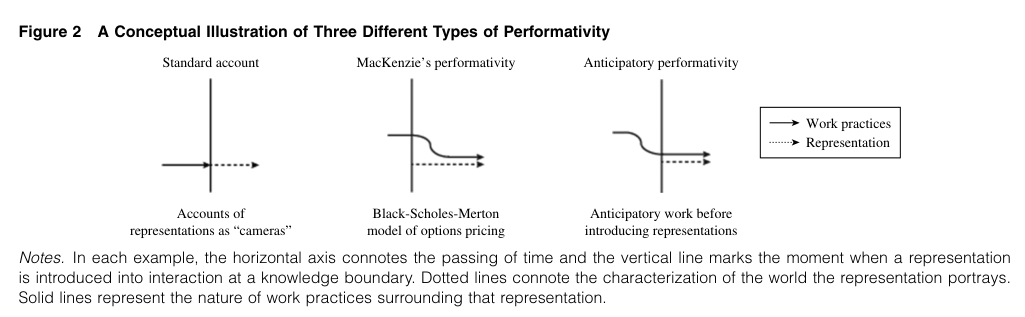 Figure 2 A Conceptual Illustration of Three Different Types of Performativity
Standard account
MacKenzie's performativity
Anticipatory performativity
Work practices
Representation
Accounts of
representations as "cameras"
Black-Scholes-Merton
model of options pricing
Anticipatory work before
introducing representations
Notes. In each example, the horizontal axis connotes the passing of time and the vertical line marks the moment when a representation
is introduced into interaction at a knowledge boundary. Dotted lines connote the characterization of the world the representation portrays.
Solid lines represent the nature of work practices surrounding that representation.